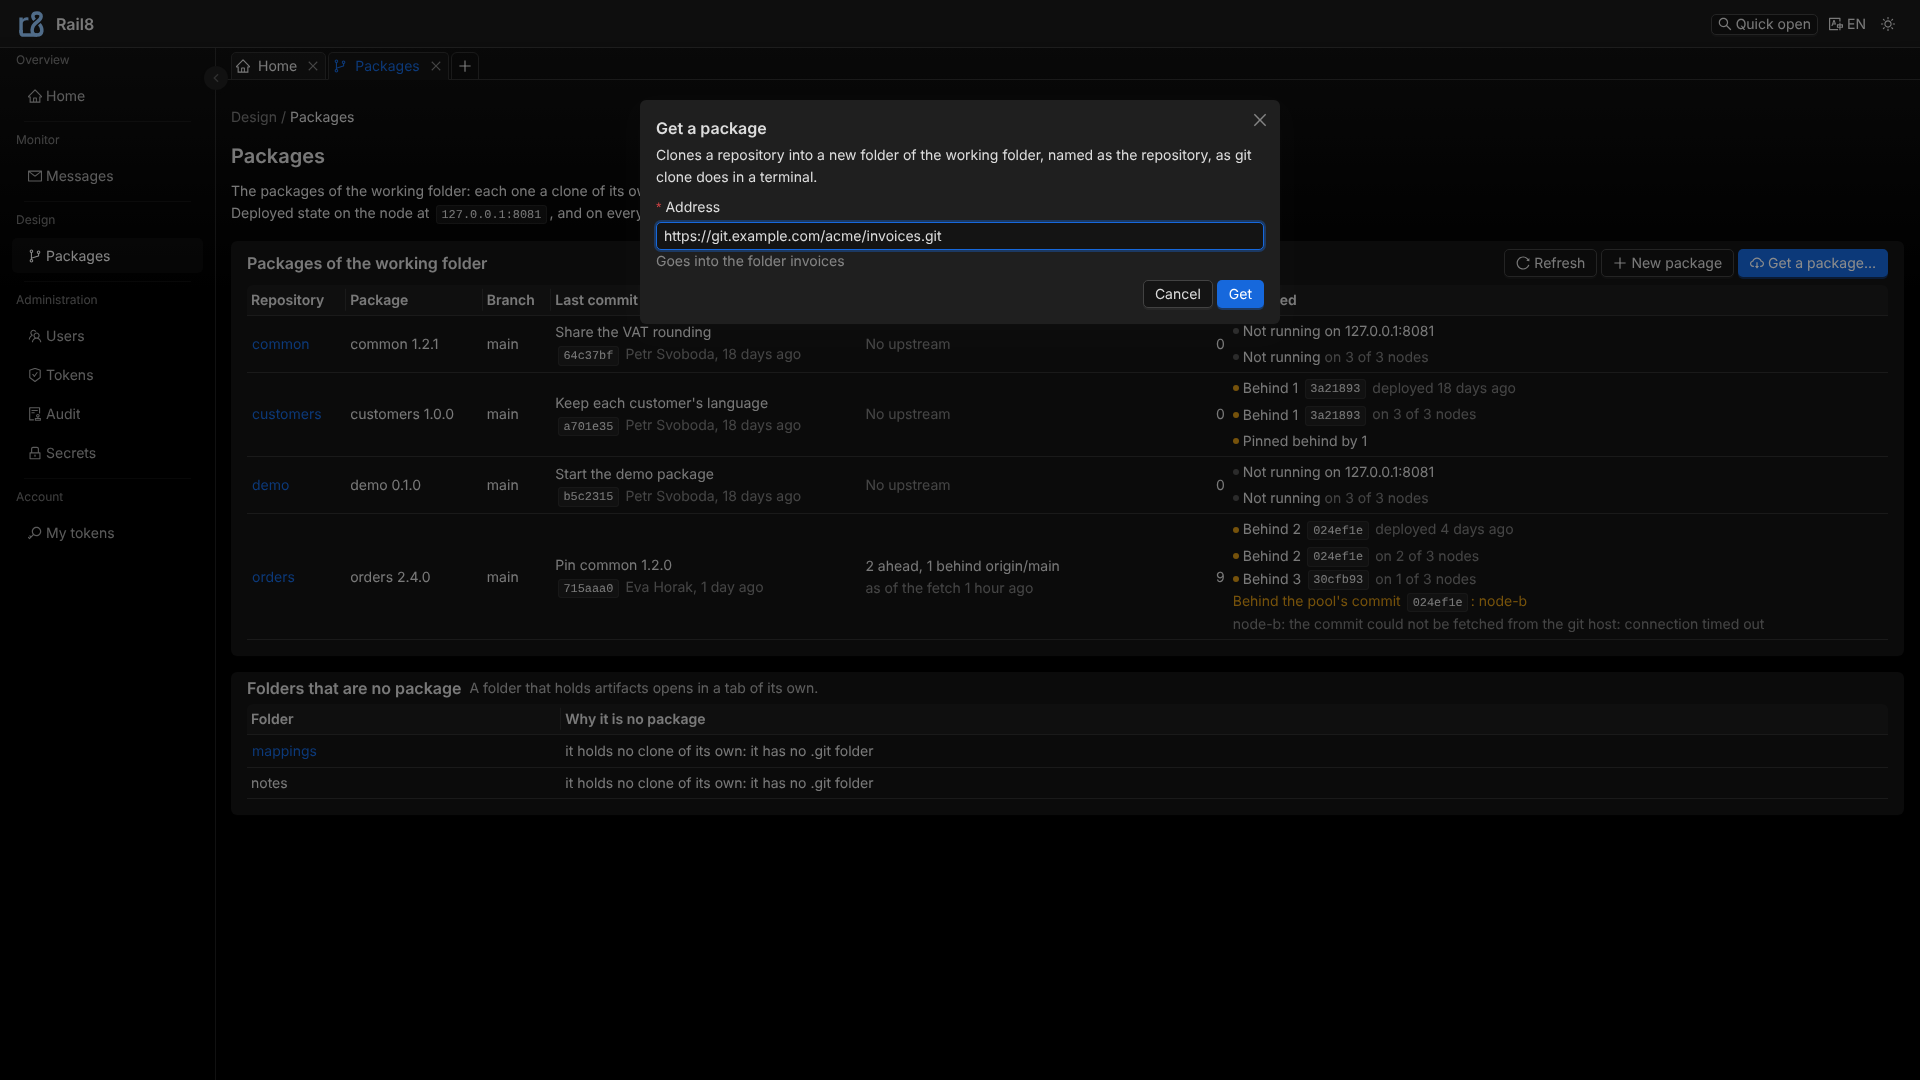 Rail8
Quick open
EN
Overview
Home
Monitor
Messages
Design
Packages
Administration
Users
Tokens
Audit
Secrets
Account
My tokens
Home
Packages
Design / Packages
Packages
The packages of the working folder: each one a clone of its
Deployed state on the node at 127.0.0.1:8081 , and on every
Get a package
Clones a repository into a new folder of the working folder, named as the repository, as git
clone does in a terminal.
* Address
https://git.example.com/acme/invoices.git
Goes into the folder invoices
Cancel Get
Packages of the working folder
Refresh New package Get a package...
Repository Package Branch Last commit
common common 1.2.1 main Share the VAT rounding
64c37bf Petr Svoboda, 18 days ago No upstream 0
Not running on 127.0.0.1:8081
Not running on 3 of 3 nodes
customers customers 1.0.0 main Keep each customer's language
a701e35 Petr Svoboda, 18 days ago No upstream 0
Behind 1 3a21893 deployed 18 days ago
Behind 1 3a21893 on 3 of 3 nodes
Pinned behind by 1
demo demo 0.1.0 main Start the demo package
b5c2315 Petr Svoboda, 18 days ago No upstream 0
Not running on 127.0.0.1:8081
Not running on 3 of 3 nodes
orders orders 2.4.0 main Pin common 1.2.0
715aaa0 Eva Horak, 1 day ago
2 ahead, 1 behind origin/main
as of the fetch 1 hour ago
9
Behind 2 024ef1e deployed 4 days ago
Behind 2 024ef1e on 2 of 3 nodes
Behind 3 30cfb93 on 1 of 3 nodes
Behind the pool's commit 024ef1e : node-b
node-b: the commit could not be fetched from the git host: connection timed out
Folders that are no package A folder that holds artifacts opens in a tab of its own.
Folder Why it is no package
mappings it holds no clone of its own: it has no .git folder
notes it holds no clone of its own: it has no .git folder